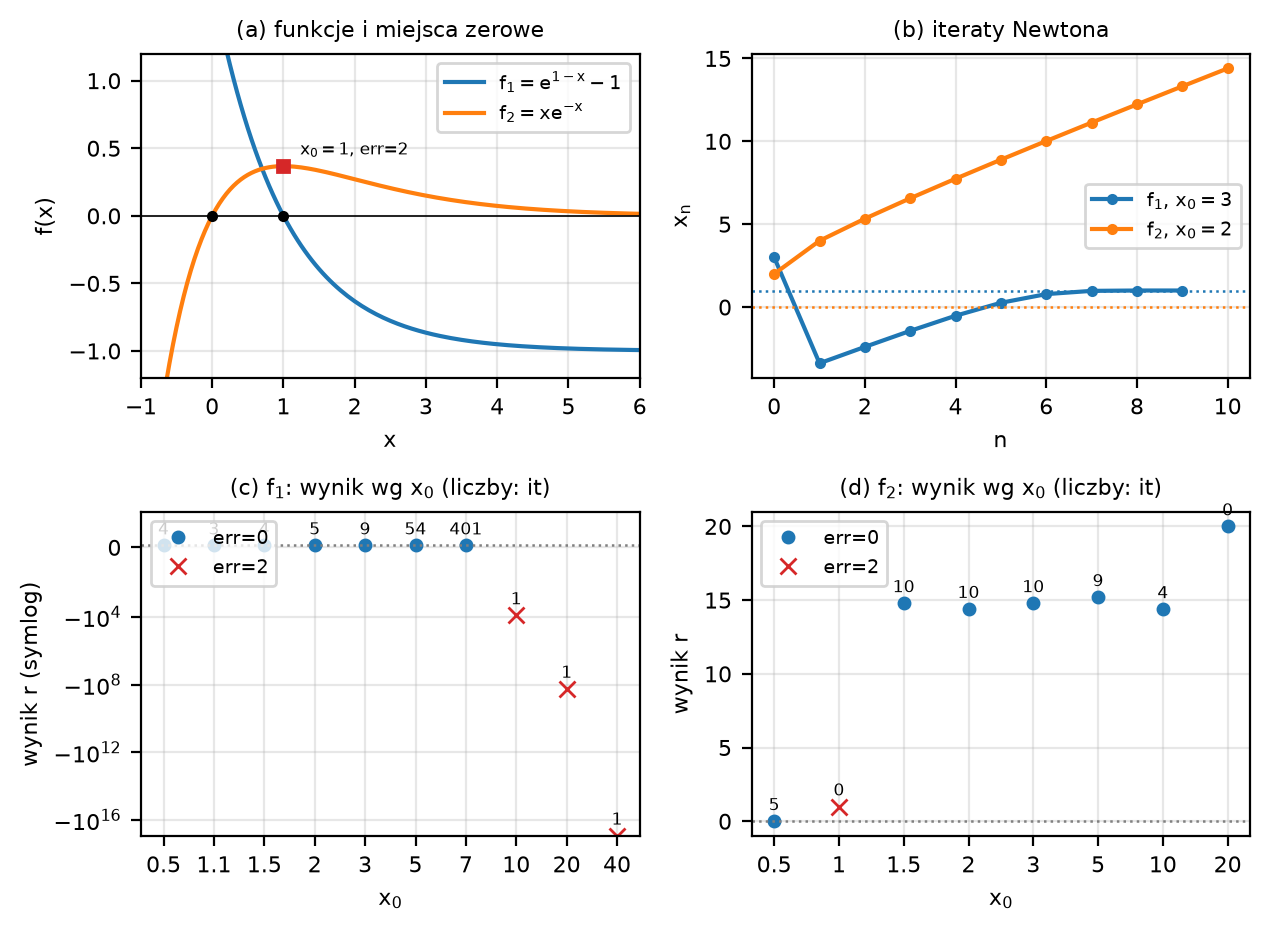 (a) funkcje i miejsca zerowe
f(x)
1.0
0.5
0.0
−0.5
−1.0
f₁ = e^{1−x} − 1
f₂ = xe^{−x}
x₀ = 1, err=2
−1 0 1 2 3 4 5 6
x
(b) iteraty Newtona
xₙ
15
10
5
0
f₁, x₀ = 3
f₂, x₀ = 2
0 2 4 6 8 10
n
(c) f₁: wynik wg x₀ (liczby: it)
wynik r (symlog)
0
−10⁴
−10⁸
−10¹²
−10¹⁶
err=0
err=2
4 3 4 5 9 54 401
1
1
1
0.5 1.1 1.5 2 3 5 7 10 20 40
x₀
(d) f₂: wynik wg x₀ (liczby: it)
wynik r
20
15
10
5
0
err=0
err=2
5 0 10 10 10 9 4 0
0.5 1 1.5 2 3 5 10 20
x₀